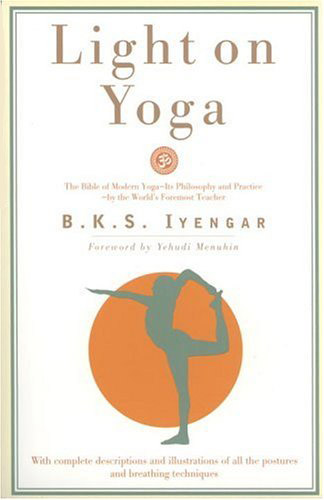 Light on
Yoga
ॐ
The Bible of Modern Yoga—Its Philosophy and Practice
—by the World's Foremost Teacher
B.K.S. IYENGAR
Foreword by Yehudi Menuhin
With complete descriptions and illustrations of all the postures
and breathing techniques